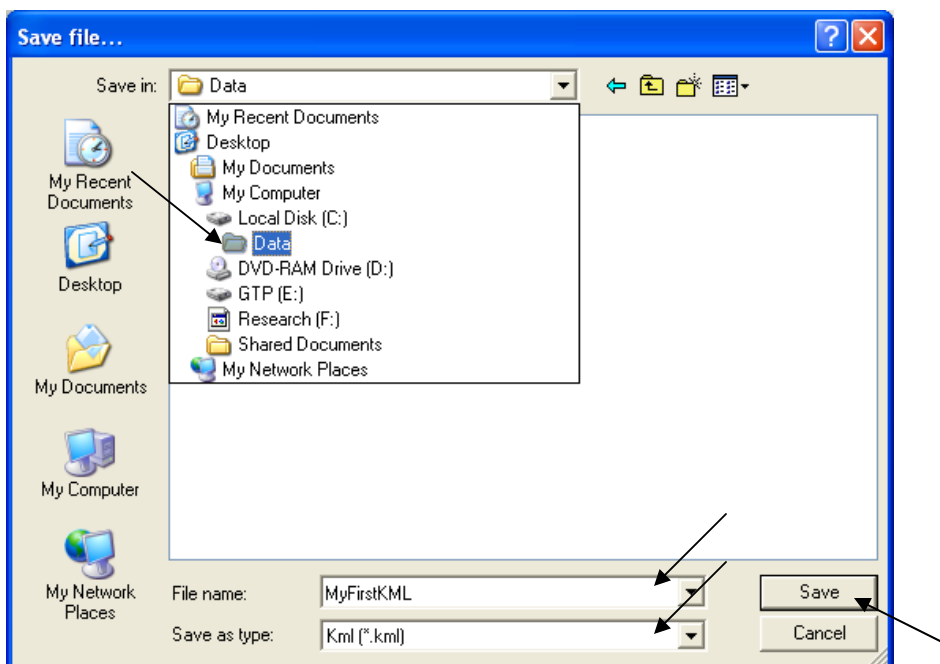 Save file...
Save in:
Data
My Recent Documents
Desktop
My Documents
My Computer
Local Disk (C:)
Data
DVD-RAM Drive (D:)
GTP (E:)
Research (F:)
Shared Documents
My Network Places
My Recent
Documents
Desktop
My Documents
My Computer
My Network
Places
File name:
MyFirstKML
Save
Save as type:
Kml (*.kml)
Cancel